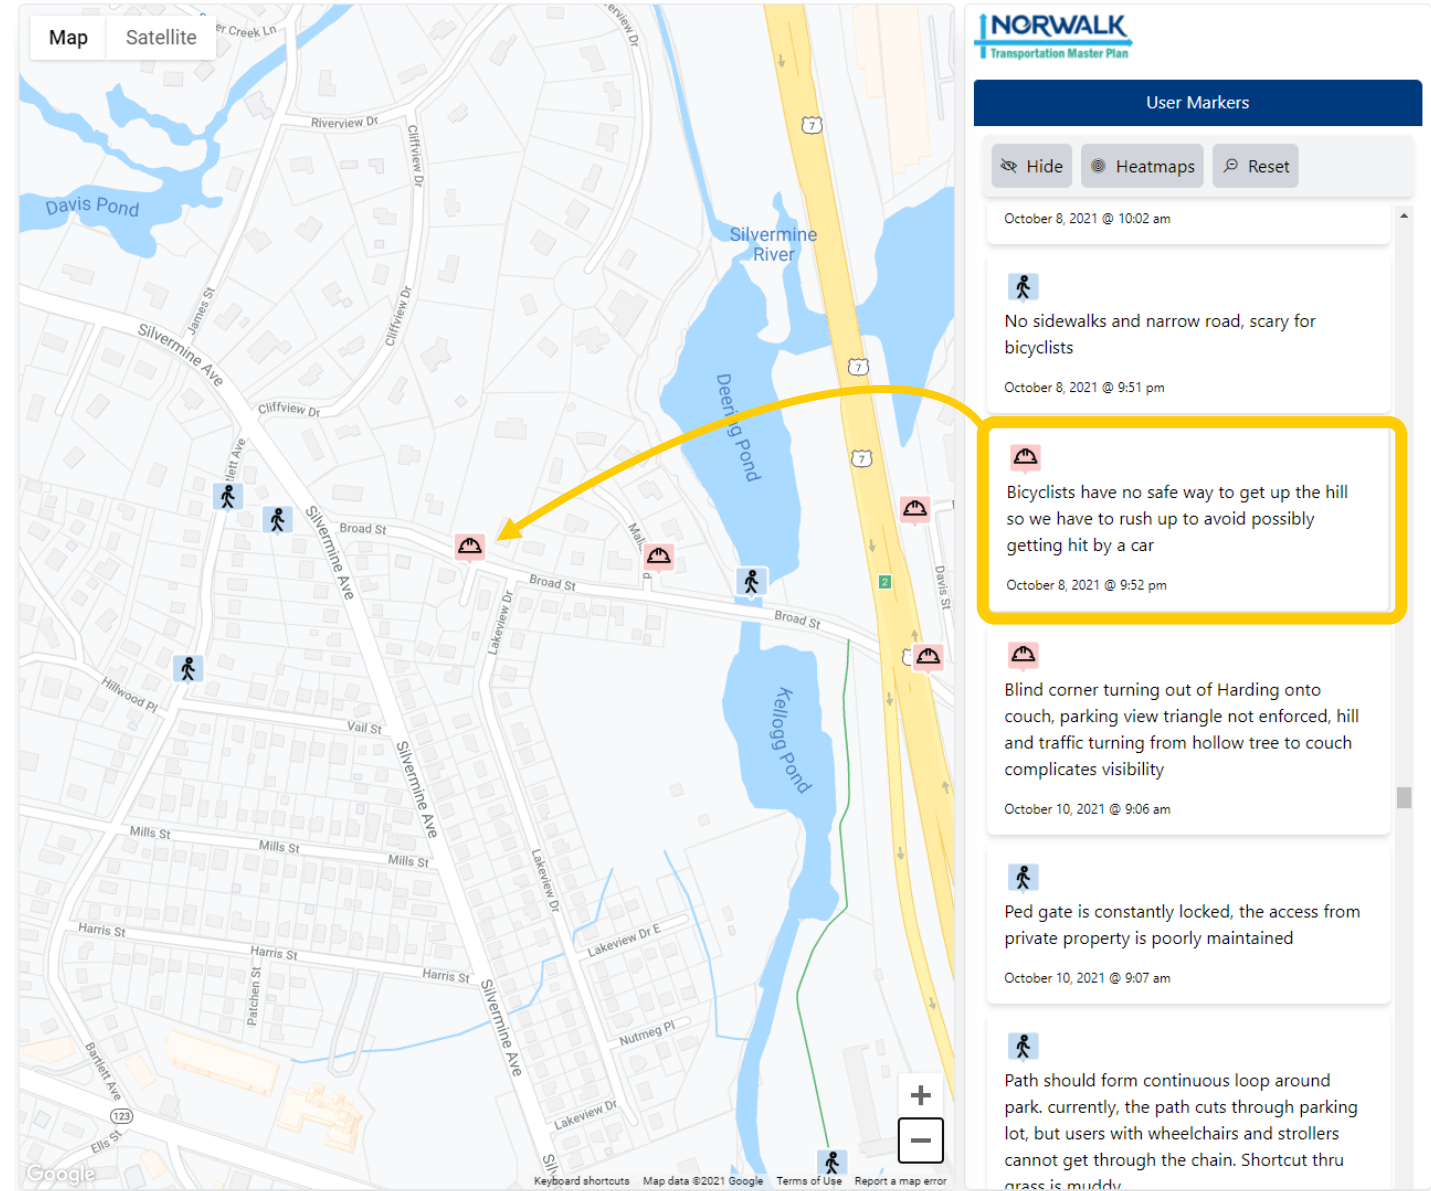 Map
Satellite
er Creek Ln
erview Dr
Riverview Dr
Cliffview Dr
Davis Pond
James St
Cliffview Dr
Silvermine Ave
Cliffview Dr
Silvermine
River
7
7
7
Deering Pond
Silvermine Ave
Broad St
Broad St
Broad St
Lakeview Dr
2
Davis St
Hillwood Pl
Vail St
Silvermine Ave
Kellogg Pond
Mills St
Mills St
Mills St
Lakeview Dr
Harris St
Harris St
Harris St
Patchen St
Lakeview Dr E
Silvermine Ave
Nutmeg Pl
Bartlett Ave
123
Ells St
Lakeview Dr
Google
Keyboard shortcuts
Map data ©2021 Google
Terms of Use
Report a map error
NORWALK
Transportation Master Plan
User Markers
Hide
Heatmaps
Reset
October 8, 2021 @ 10:02 am
No sidewalks and narrow road, scary for
bicyclists
October 8, 2021 @ 9:51 pm
Bicyclists have no safe way to get up the hill
so we have to rush up to avoid possibly
getting hit by a car
October 8, 2021 @ 9:52 pm
Blind corner turning out of Harding onto
couch, parking view triangle not enforced, hill
and traffic turning from hollow tree to couch
complicates visibility
October 10, 2021 @ 9:06 am
Ped gate is constantly locked, the access from
private property is poorly maintained
October 10, 2021 @ 9:07 am
Path should form continuous loop around
park. currently, the path cuts through parking
lot, but users with wheelchairs and strollers
cannot get through the chain. Shortcut thru
grass is muddy